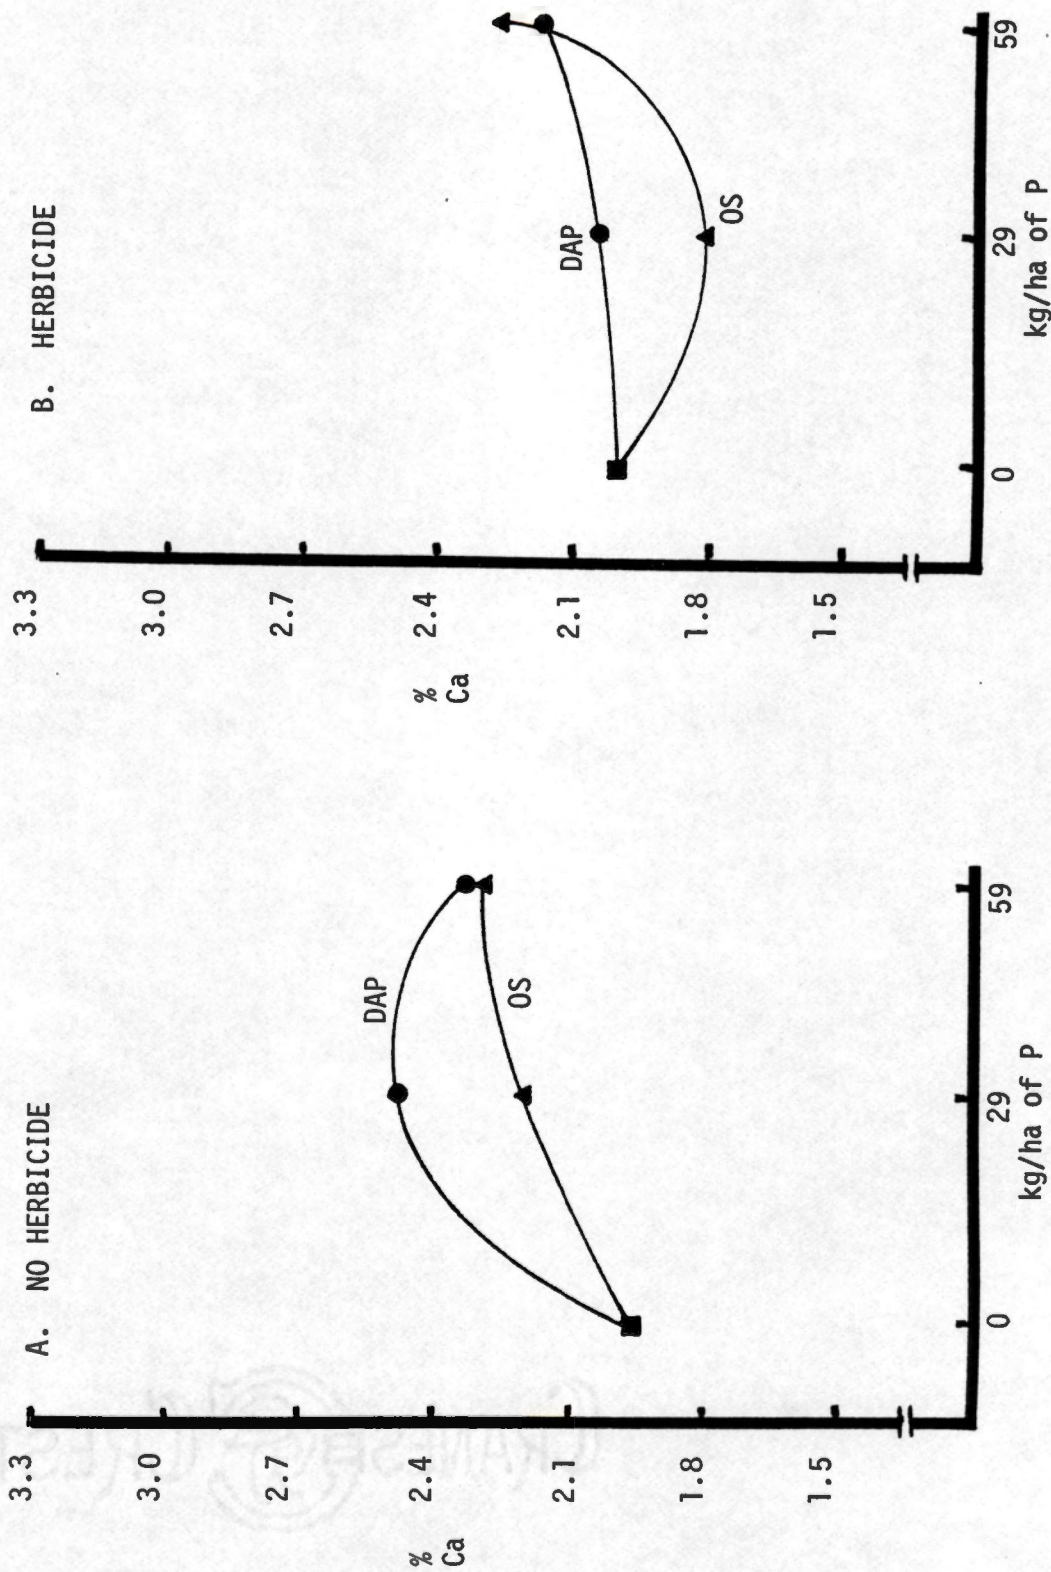 A. NO HERBICIDE
3.3
3.0
2.7
2.4
2.1
1.8
1.5
% Ca
DAP
OS
0 29 59
kg/ha of P
B. HERBICIDE
3.3
3.0
2.7
2.4
2.1
1.8
1.5
% Ca
DAP
OS
0 29 59
kg/ha of P